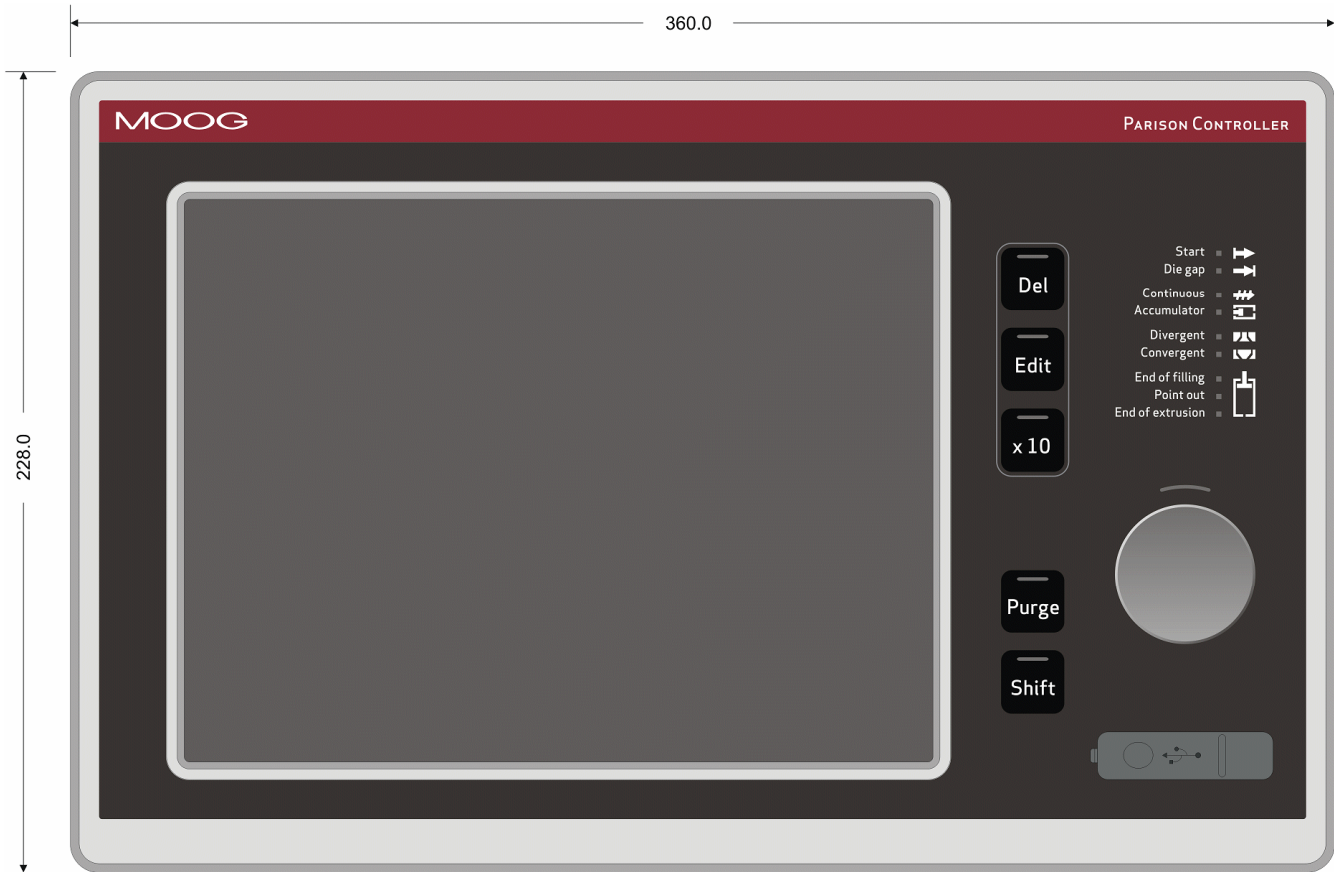 360.0
MOOG
PARISON CONTROLLER
Start
Die gap
Continuous
Accumulator
Divergent
Convergent
End of filling
Point out
End of extrusion
Del
Edit
x 10
Purge
Shift
228.0